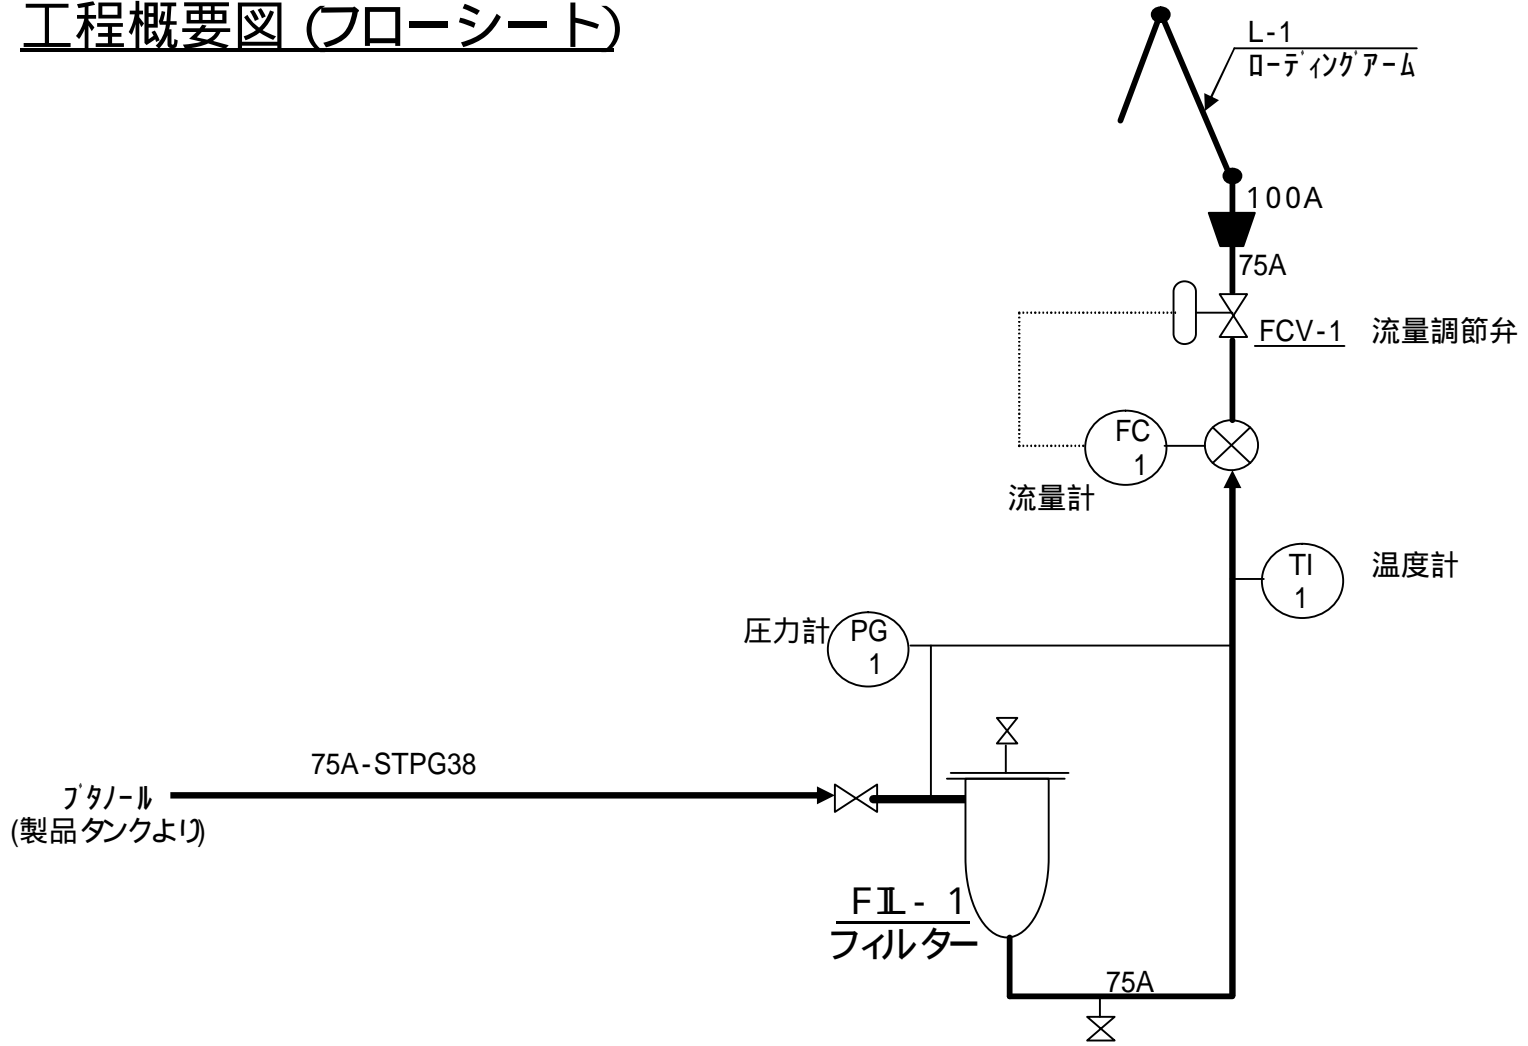 工程概要図 (フローシート)
L-1
ﾛｰﾃﾞｨﾝｸﾞｱｰﾑ
100A
75A
FCV-1 流量調節弁
FC
1
流量計
TI
1
温度計
圧力計
PG
1
75A-STPG38
ﾌﾞﾀﾉｰﾙ
(製品タンクより)
FIL- 1
フィルター
75A